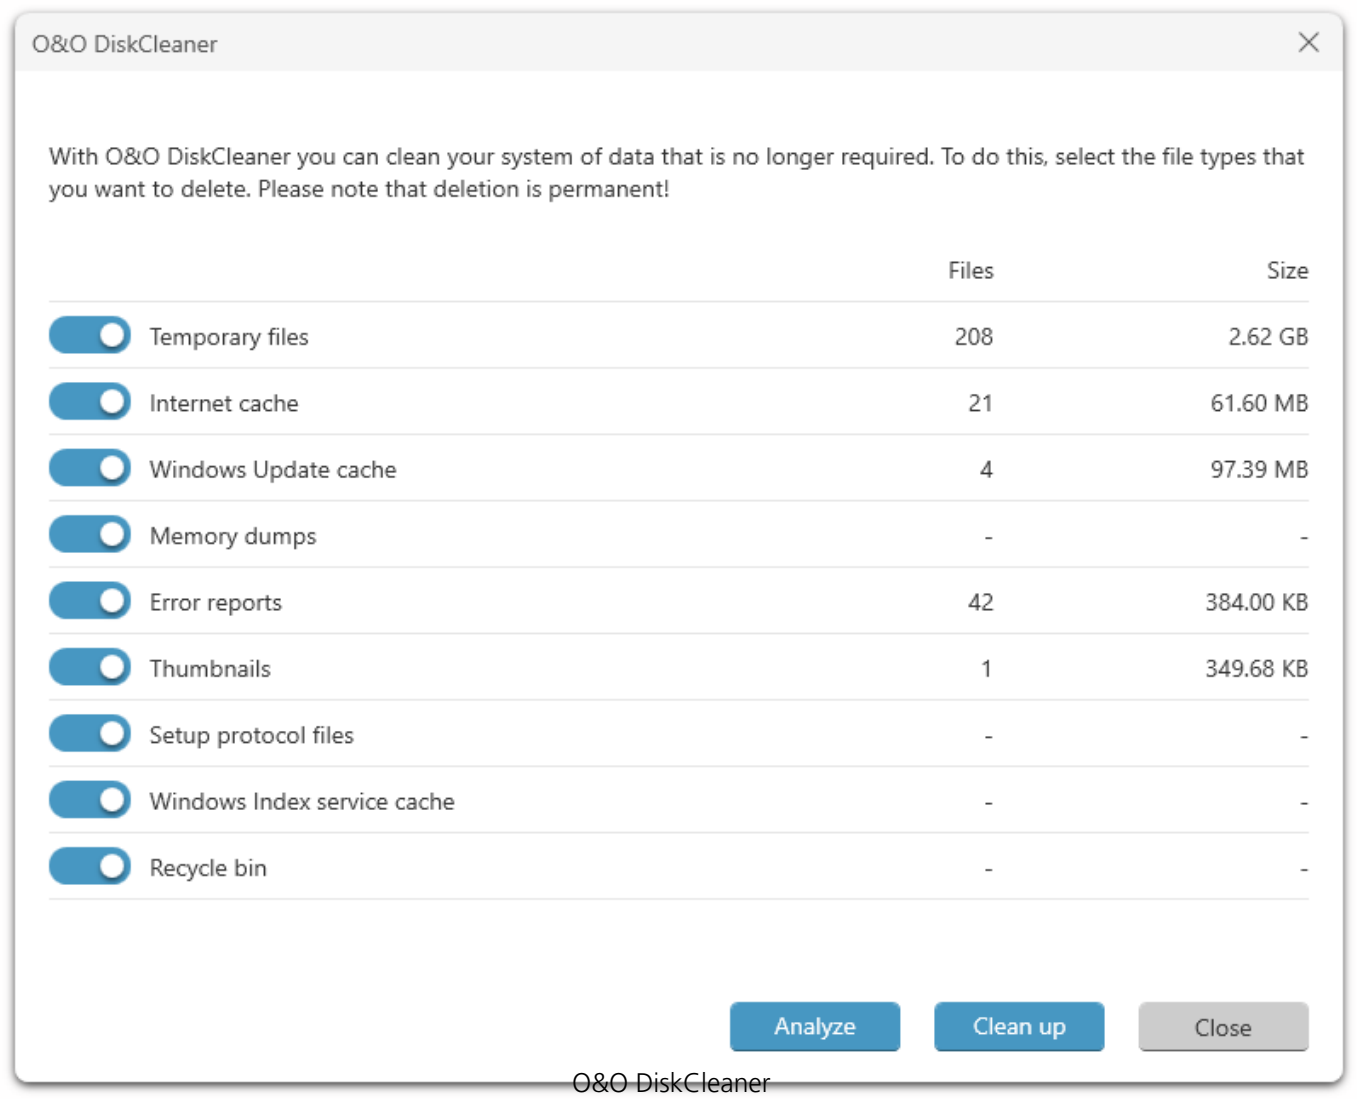 O&O DiskCleaner
With O&O DiskCleaner you can clean your system of data that is no longer required. To do this, select the file types that
you want to delete. Please note that deletion is permanent!
Files Size
Temporary files 208 2.62 GB
Internet cache 21 61.60 MB
Windows Update cache 4 97.39 MB
Memory dumps - -
Error reports 42 384.00 KB
Thumbnails 1 349.68 KB
Setup protocol files - -
Windows Index service cache - -
Recycle bin - -
Analyze Clean up Close
O&O DiskCleaner